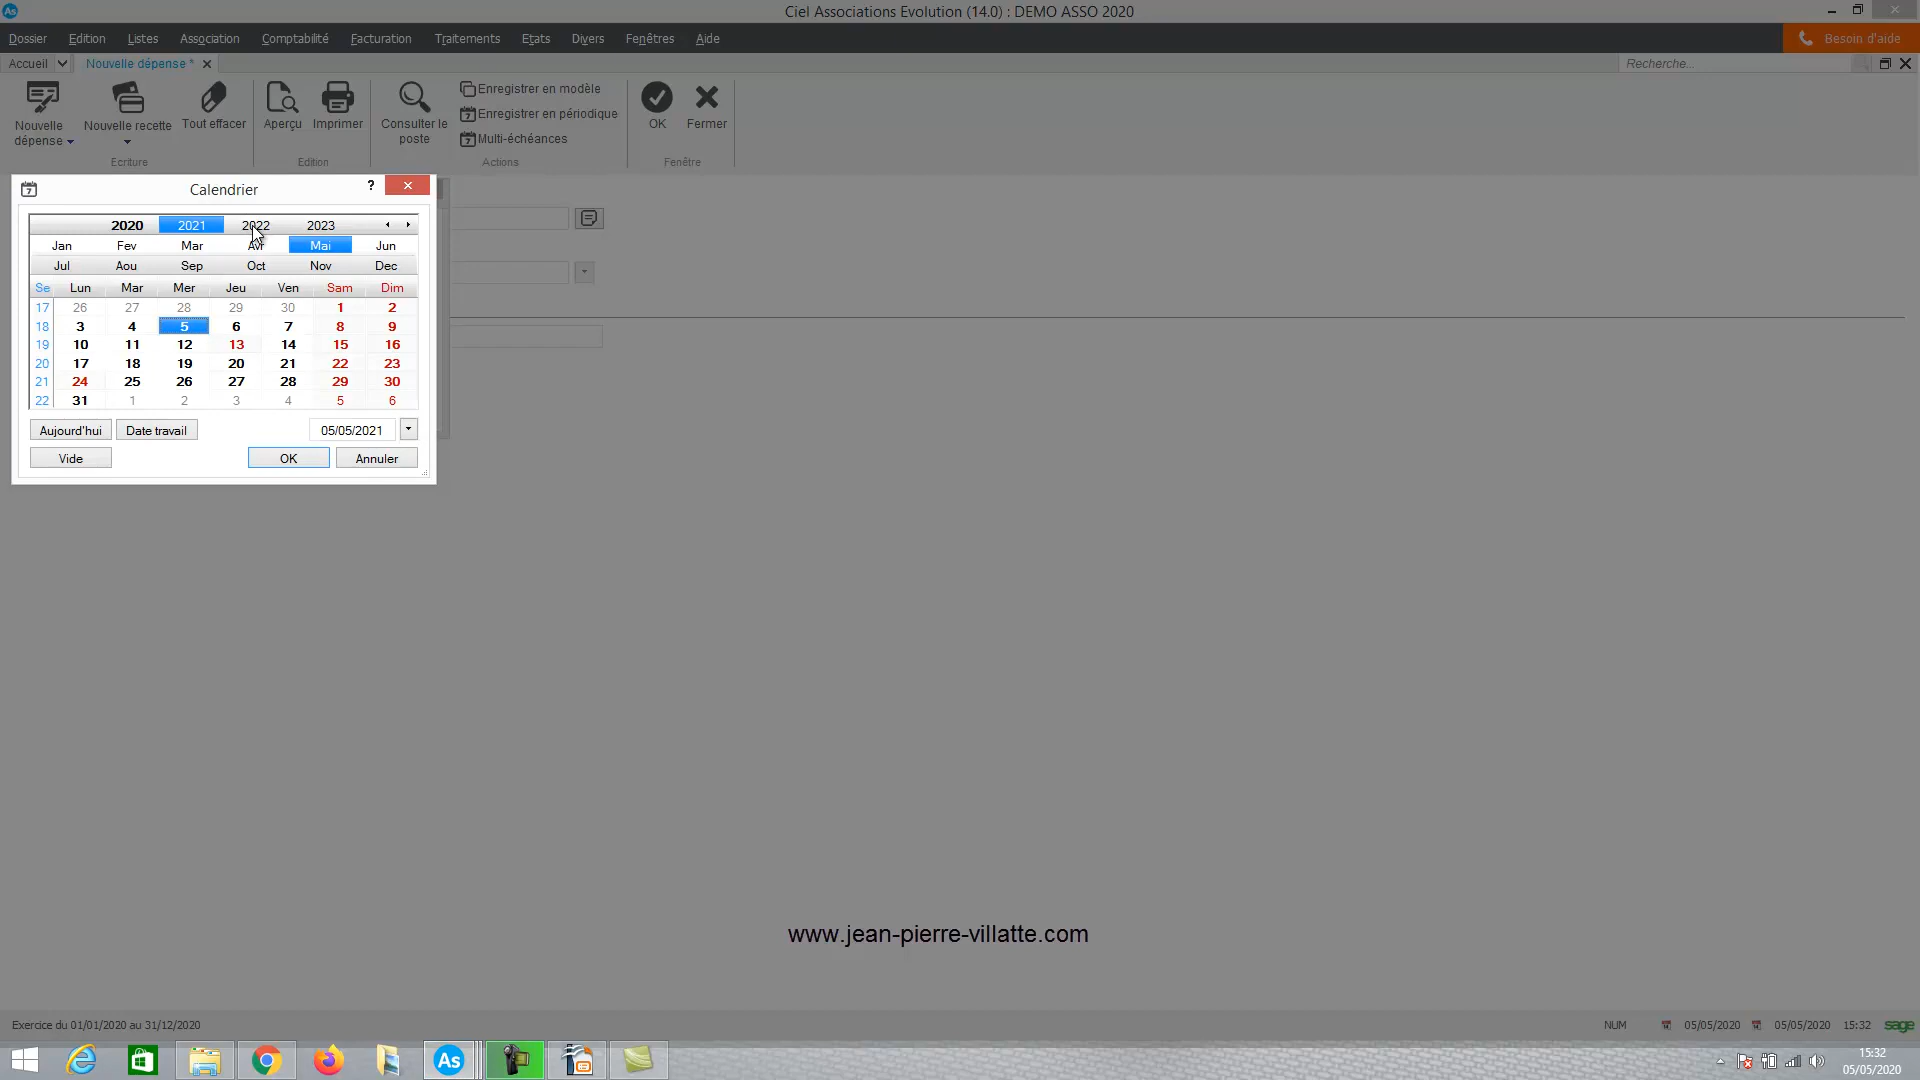 Ciel Associations Evolution (14.0) : DEMO ASSO 2020
Dossier Edition Listes Association Comptabilité Facturation Traitements Etats Divers Fenêtres Aide Besoin d'aide
Accueil Nouvelle dépense * Recherche...
Nouvelle dépense
Nouvelle recette
Tout effacer
Ecriture
Aperçu
Imprimer
Edition
Consulter le poste
Enregistrer en modèle
Enregistrer en périodique
Multi-échéances
Actions
OK
Fermer
Fenêtre
Calendrier ?
2020 2021 2022 2023
Jan Fev Mar Avr Mai Jun
Jul Aou Sep Oct Nov Dec
Se Lun Mar Mer Jeu Ven Sam Dim
17 26 27 28 29 30 1 2
18 3 4 5 6 7 8 9
19 10 11 12 13 14 15 16
20 17 18 19 20 21 22 23
21 24 25 26 27 28 29 30
22 31 1 2 3 4 5 6
Aujourd'hui Date travail 05/05/2021
Vide OK Annuler
www.jean-pierre-villatte.com
Exercice du 01/01/2020 au 31/12/2020 NUM 05/05/2020 05/05/2020 15:32 sage
As
15:32
05/05/2020